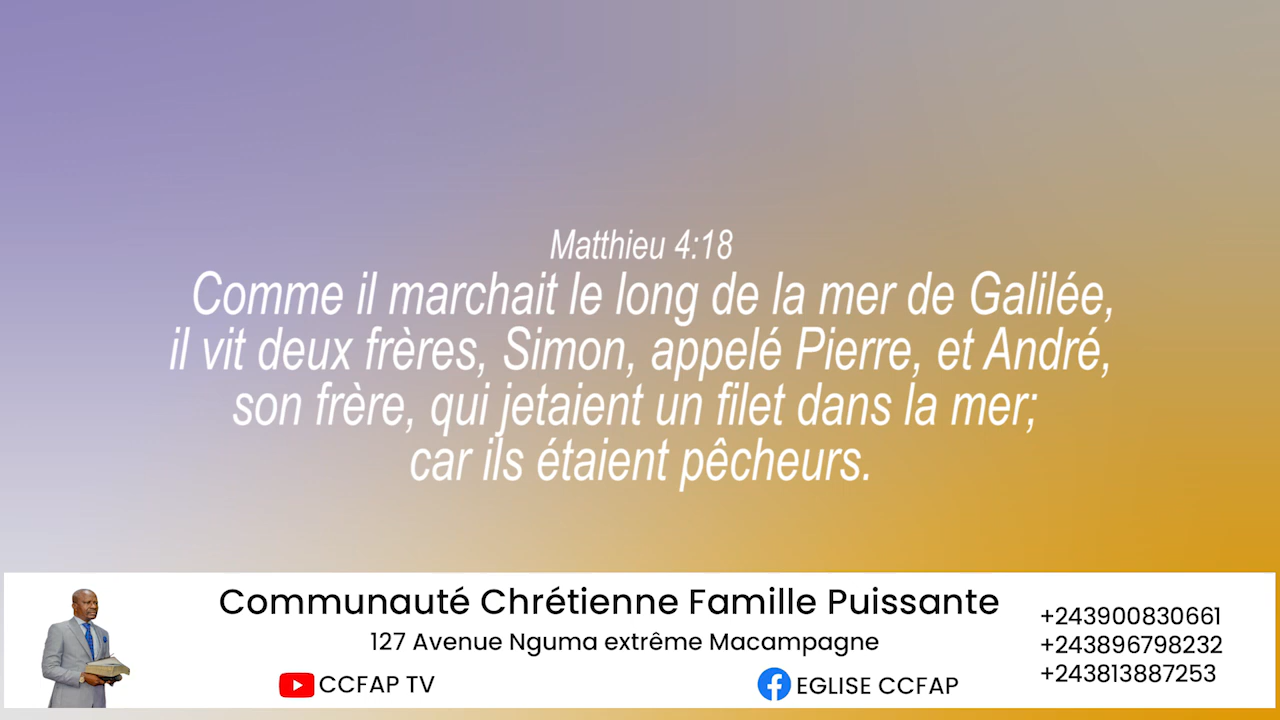 Matthieu 4:18
Comme il marchait le long de la mer de Galilée,
il vit deux frères, Simon, appelé Pierre, et André,
son frère, qui jetaient un filet dans la mer;
car ils étaient pêcheurs.
Communauté Chrétienne Famille Puissante
127 Avenue Nguma extrême Macampagne
CCFAP TV
EGLISE CCFAP
+243900830661
+243896798232
+243813887253